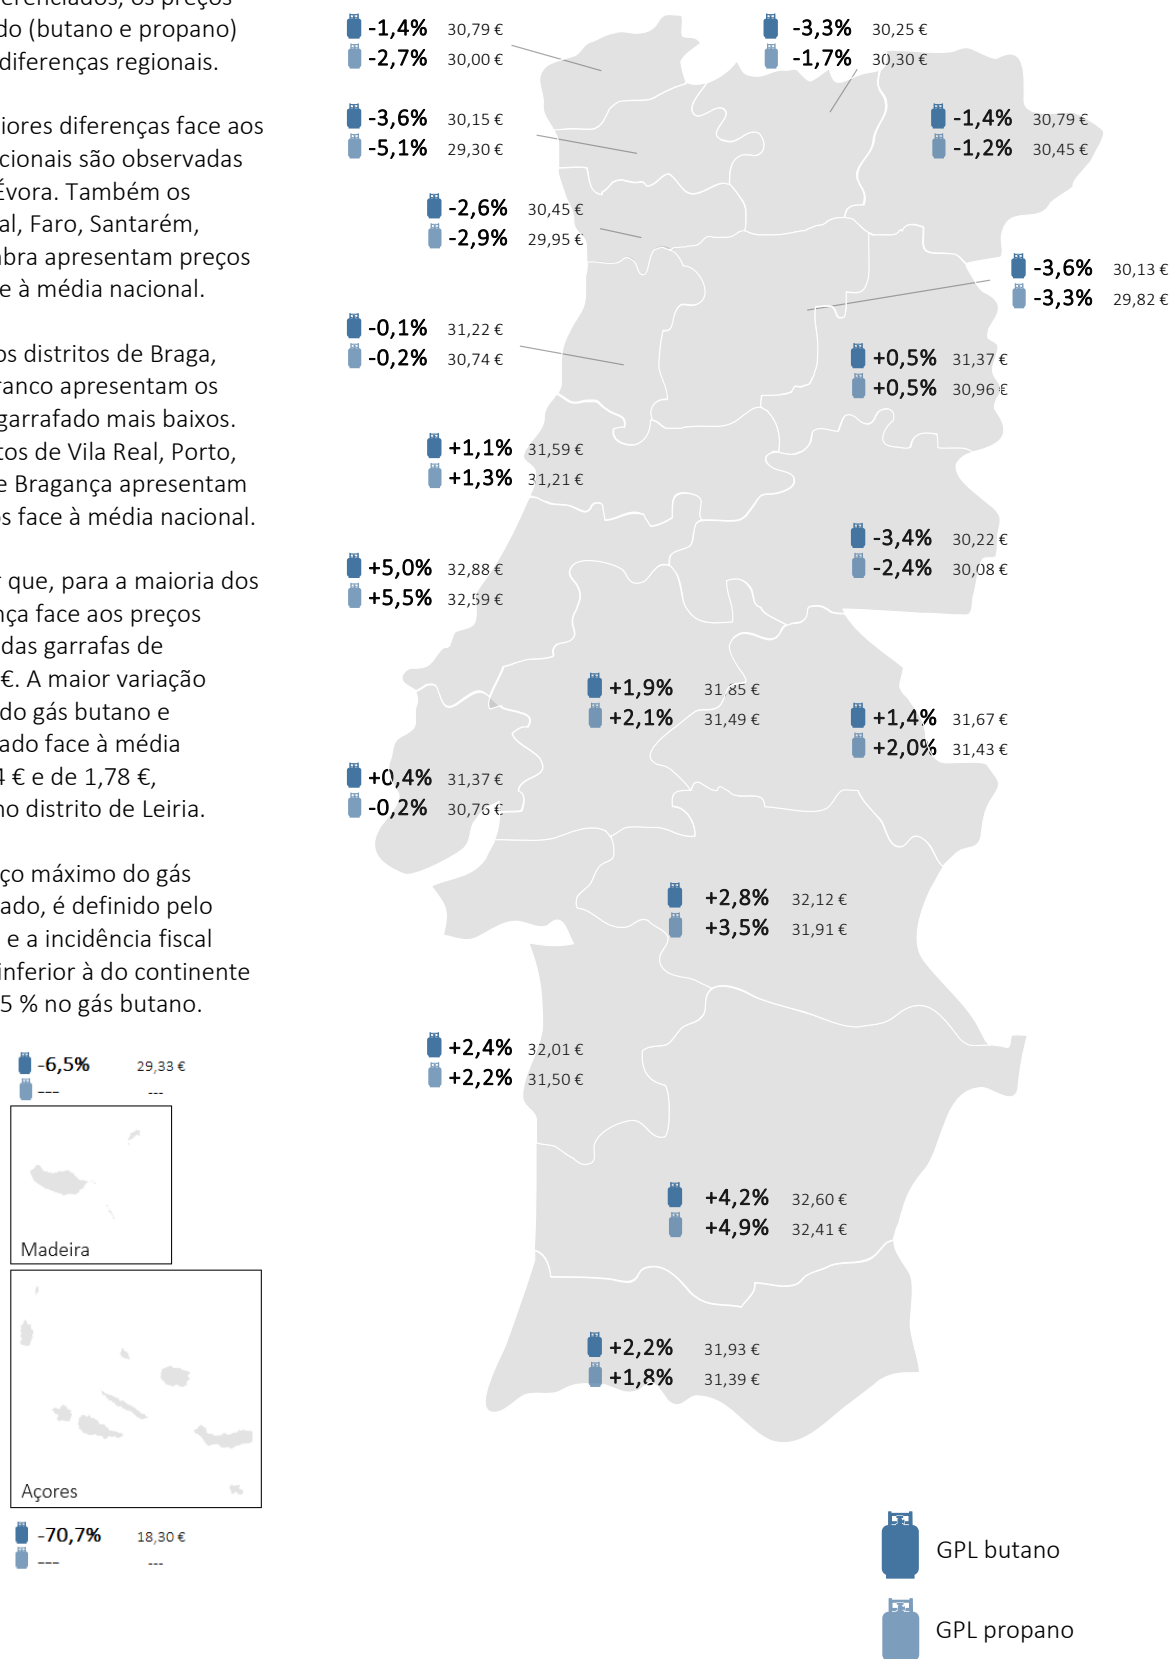 erenciados, os preços
do (butano e propano)
diferenças regionais.
iores diferenças face aos
cionais são observadas
Évora. Também os
al, Faro, Santarém,
bra apresentam preços
e à média nacional.
os distritos de Braga,
ranco apresentam os
garrafado mais baixos.
tos de Vila Real, Porto,
e Bragança apresentam
os face à média nacional.
r que, para a maioria dos
nça face aos preços
das garrafas de
€. A maior variação
do gás butano e
ado face à média
4 € e de 1,78 €,
no distrito de Leiria.
ço máximo do gás
ado, é definido pelo
e a incidência fiscal
inferior à do continente
5 % no gás butano.
-6,5% 29,33 €
--- ---
Madeira
Açores
-70,7% 18,30 €
--- ---
-1,4% 30,79 €
-2,7% 30,00 €
-3,3% 30,25 €
-1,7% 30,30 €
-3,6% 30,15 €
-5,1% 29,30 €
-1,4% 30,79 €
-1,2% 30,45 €
-2,6% 30,45 €
-2,9% 29,95 €
-3,6% 30,13 €
-3,3% 29,82 €
-0,1% 31,22 €
-0,2% 30,74 €
+0,5% 31,37 €
+0,5% 30,96 €
+1,1% 31,59 €
+1,3% 31,21 €
-3,4% 30,22 €
-2,4% 30,08 €
+5,0% 32,88 €
+5,5% 32,59 €
+1,9% 31,85 €
+2,1% 31,49 €
+1,4% 31,67 €
+2,0% 31,43 €
+0,4% 31,37 €
-0,2% 30,76 €
+2,8% 32,12 €
+3,5% 31,91 €
+2,4% 32,01 €
+2,2% 31,50 €
+4,2% 32,60 €
+4,9% 32,41 €
+2,2% 31,93 €
+1,8% 31,39 €
GPL butano
GPL propano